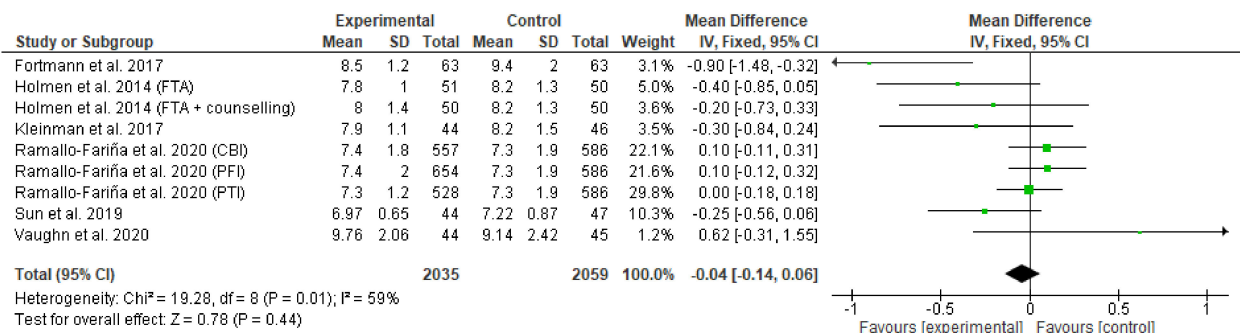 Experimental Control Mean Difference Mean Difference
Study or Subgroup Mean SD Total Mean SD Total Weight IV, Fixed, 95% CI IV, Fixed, 95% CI
Fortmann et al. 2017 8.5 1.2 63 9.4 2 63 3.1% -0.90 [-1.48, -0.32]
Holmen et al. 2014 (FTA) 7.8 1 51 8.2 1.3 50 5.0% -0.40 [-0.85, 0.05]
Holmen et al. 2014 (FTA + counselling) 8 1.4 50 8.2 1.3 50 3.6% -0.20 [-0.73, 0.33]
Kleinman et al. 2017 7.9 1.1 44 8.2 1.5 46 3.5% -0.30 [-0.84, 0.24]
Ramallo-Fariña et al. 2020 (CBI) 7.4 1.8 557 7.3 1.9 586 22.1% 0.10 [-0.11, 0.31]
Ramallo-Fariña et al. 2020 (PFI) 7.4 2 654 7.3 1.9 586 21.6% 0.10 [-0.12, 0.32]
Ramallo-Fariña et al. 2020 (PTI) 7.3 1.2 528 7.3 1.9 586 29.8% 0.00 [-0.18, 0.18]
Sun et al. 2019 6.97 0.65 44 7.22 0.87 47 10.3% -0.25 [-0.56, 0.06]
Vaughn et al. 2020 9.76 2.06 44 9.14 2.42 45 1.2% 0.62 [-0.31, 1.55]
Total (95% CI) 2035 2059 100.0% -0.04 [-0.14, 0.06]
Heterogeneity: Chi² = 19.28, df = 8 (P = 0.01); I² = 59%
Test for overall effect: Z = 0.78 (P = 0.44)
-1 -0.5 0 0.5 1
Favours [experimental] Favours [control]